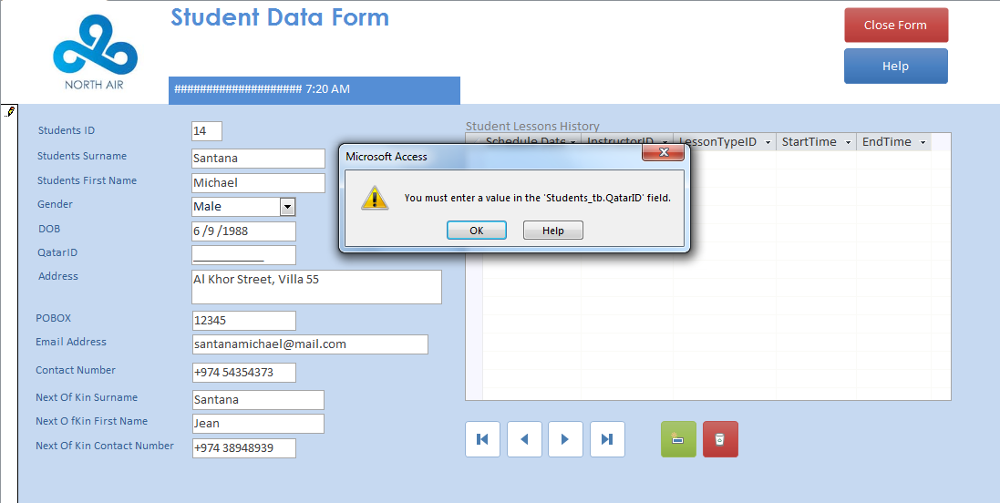 Student Data Form
Close Form
Help
NORTH AIR
#################### 7:20 AM
Students ID 14
Students Surname Santana
Students First Name Michael
Gender Male
DOB 6 /9 /1988
QatarID ____________
Address Al Khor Street, Villa 55
POBOX 12345
Email Address santanamichael@mail.com
Contact Number +974 54354373
Next Of Kin Surname Santana
Next O fKin First Name Jean
Next Of Kin Contact Number +974 38948939
Student Lessons History
Schedule Date InstructorID LessonTypeID StartTime EndTime
Microsoft Access
You must enter a value in the 'Students_tb.QatarID' field.
OK Help